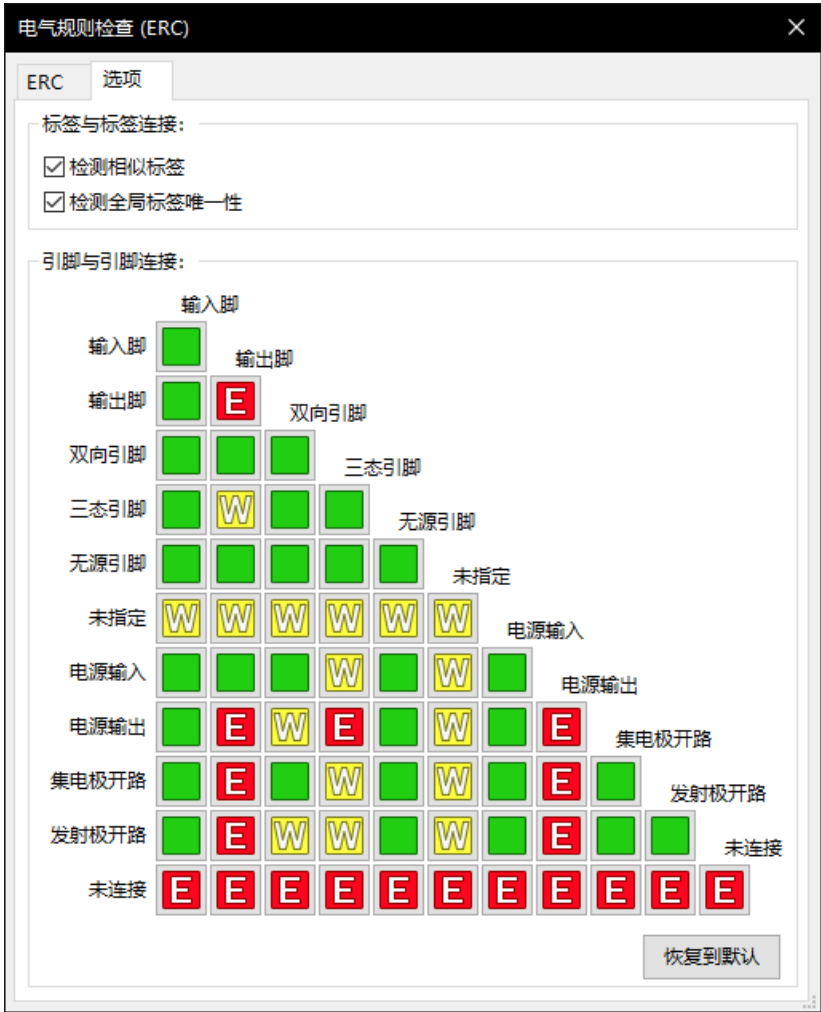 电气规则检查 (ERC)
ERC 选项
标签与标签连接:
检测相似标签
检测全局标签唯一性
引脚与引脚连接:
输入脚
输入脚
输出脚
输出脚 E
双向引脚
双向引脚
三态引脚
三态引脚 W
无源引脚
无源引脚
未指定
未指定 W W W W W W
电源输入
电源输入 W W
电源输出
电源输出 E W E W E
集电极开路
集电极开路 E W W E
发射极开路
发射极开路 E W W W E
未连接
未连接 E E E E E E E E E E E
恢复到默认